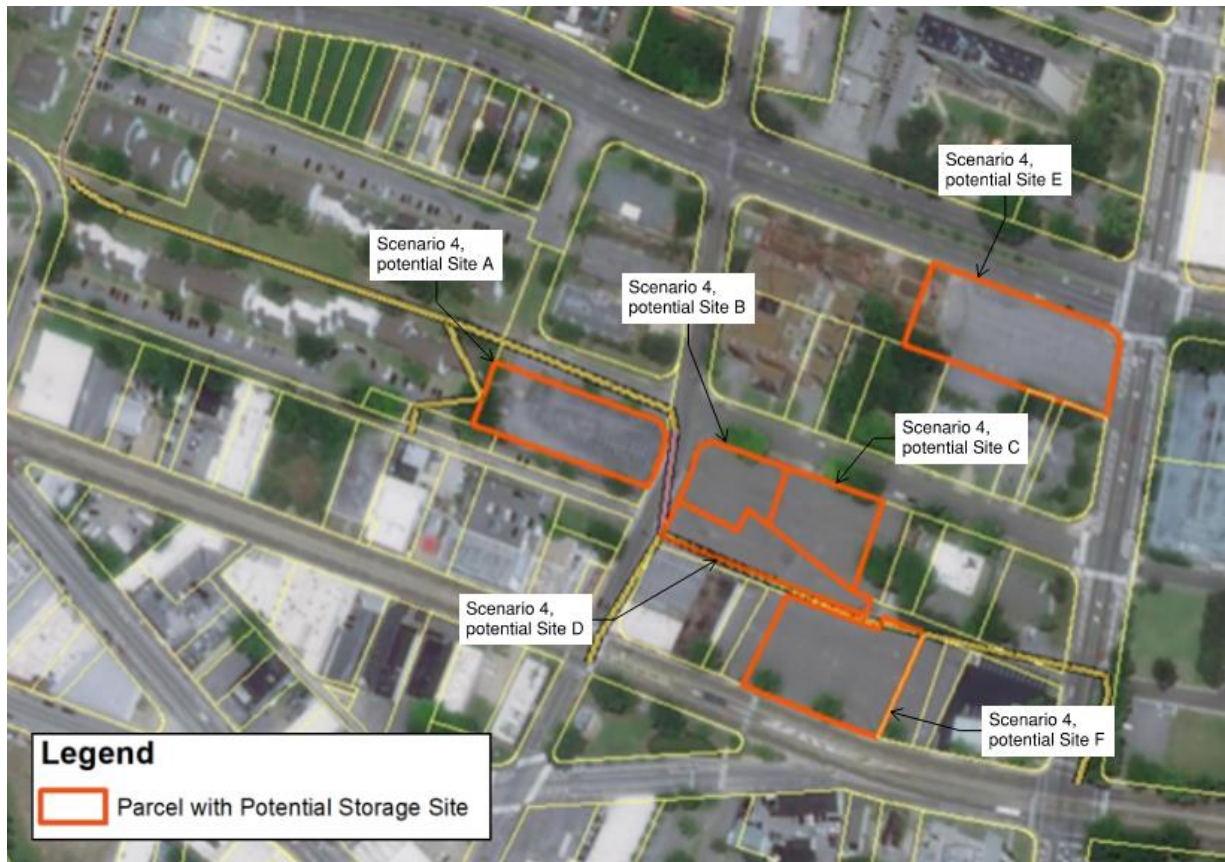 Scenario 4,
potential Site E
Scenario 4,
potential Site A
Scenario 4,
potential Site B
Scenario 4,
potential Site C
Scenario 4,
potential Site D
Scenario 4,
potential Site F
Legend
Parcel with Potential Storage Site